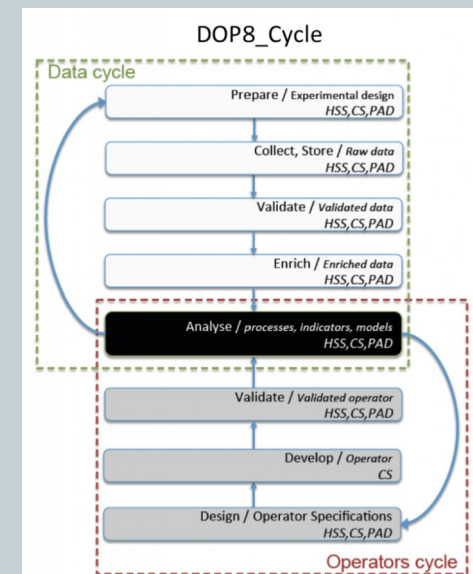 DOP8_Cycle
Data cycle
Prepare / Experimental design
HSS,CS,PAD
Collect, Store / Raw data
HSS,CS,PAD
Validate / Validated data
HSS,CS,PAD
Enrich / Enriched data
HSS,CS,PAD
Analyse / processes, indicators, models
HSS,CS,PAD
Validate / Validated operator
HSS,CS,PAD
Develop / Operator
CS
Design / Operator Specifications
HSS,CS,PAD
Operators cycle